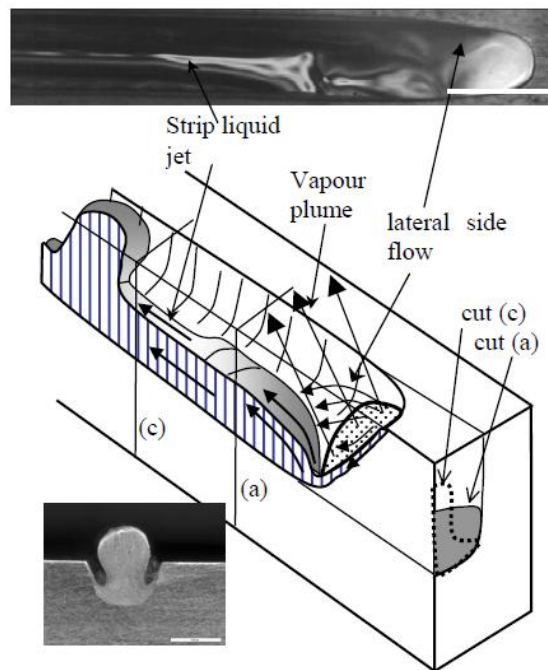 Strip liquid
jet
Vapour
plume
lateral side
flow
cut (c)
cut (a)
(c)
(a)